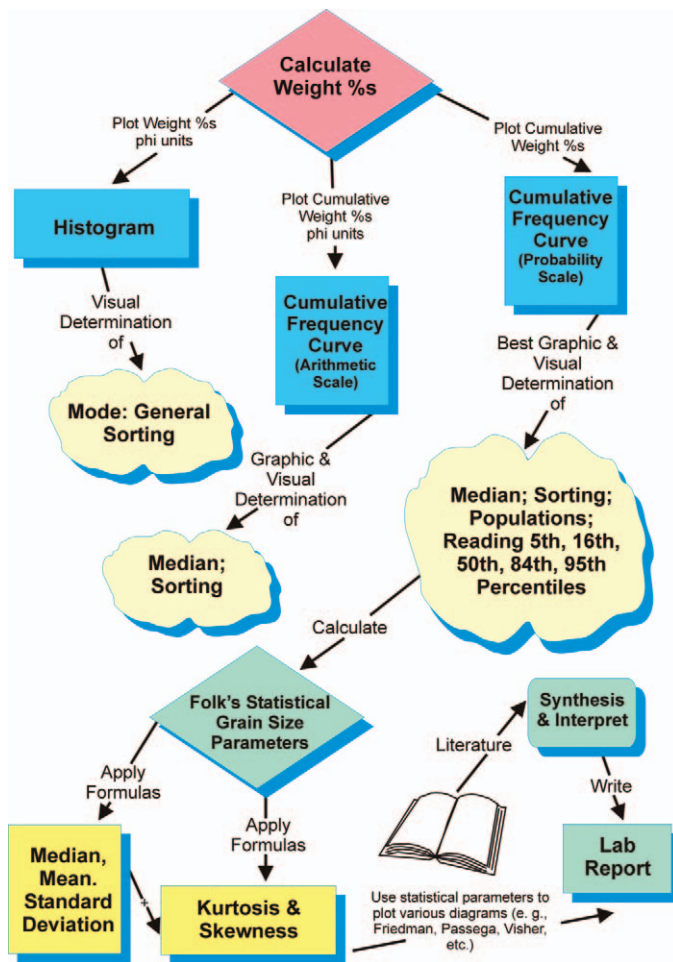 Calculate
Weight %s
Plot Weight %s
phi units
Plot Cumulative
Weight %s
Plot Cumulative
Weight %s
phi units
Histogram
Cumulative
Frequency
Curve
(Probability
Scale)
Visual
Determination
of
Cumulative
Frequency
Curve
(Arithmetic
Scale)
Best Graphic &
Visual
Determination
of
Mode: General
Sorting
Graphic &
Visual
Determination
of
Median; Sorting;
Populations;
Reading 5th, 16th,
50th, 84th, 95th
Percentiles
Median;
Sorting
Calculate
Folk's Statistical
Grain Size
Parameters
Synthesis
& Interpret
Literature
Apply
Formulas
Apply
Formulas
Write
Median,
Mean.
Standard
Deviation
+
Kurtosis &
Skewness
Lab
Report
Use statistical parameters to
plot various diagrams (e. g.,
Friedman, Passega, Visher,
etc.)